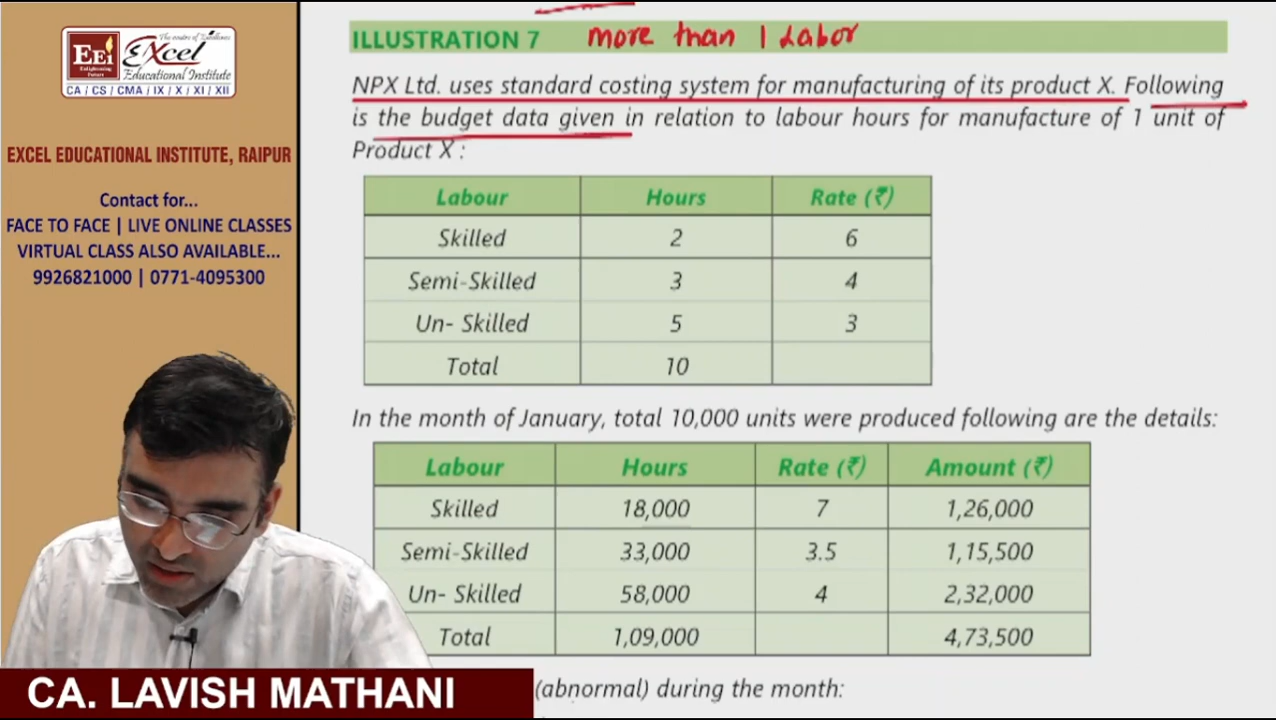 The centre of Excellence
EEi
Enlightening Future
Excel
Educational Institute
CA / CS / CMA / IX / X / XI / XII
EXCEL EDUCATIONAL INSTITUTE, RAIPUR
Contact for...
FACE TO FACE | LIVE ONLINE CLASSES
VIRTUAL CLASS ALSO AVAILABLE...
9926821000 | 0771-4095300
ILLUSTRATION 7 more than 1 Labor
NPX Ltd. uses standard costing system for manufacturing of its product X. Following
is the budget data given in relation to labour hours for manufacture of 1 unit of
Product X :
Labour Hours Rate (₹)
Skilled 2 6
Semi-Skilled 3 4
Un- Skilled 5 3
Total 10
In the month of January, total 10,000 units were produced following are the details:
Labour Hours Rate (₹) Amount (₹)
Skilled 18,000 7 1,26,000
Semi-Skilled 33,000 3.5 1,15,500
Un- Skilled 58,000 4 2,32,000
Total 1,09,000 4,73,500
(abnormal) during the month:
CA. LAVISH MATHANI